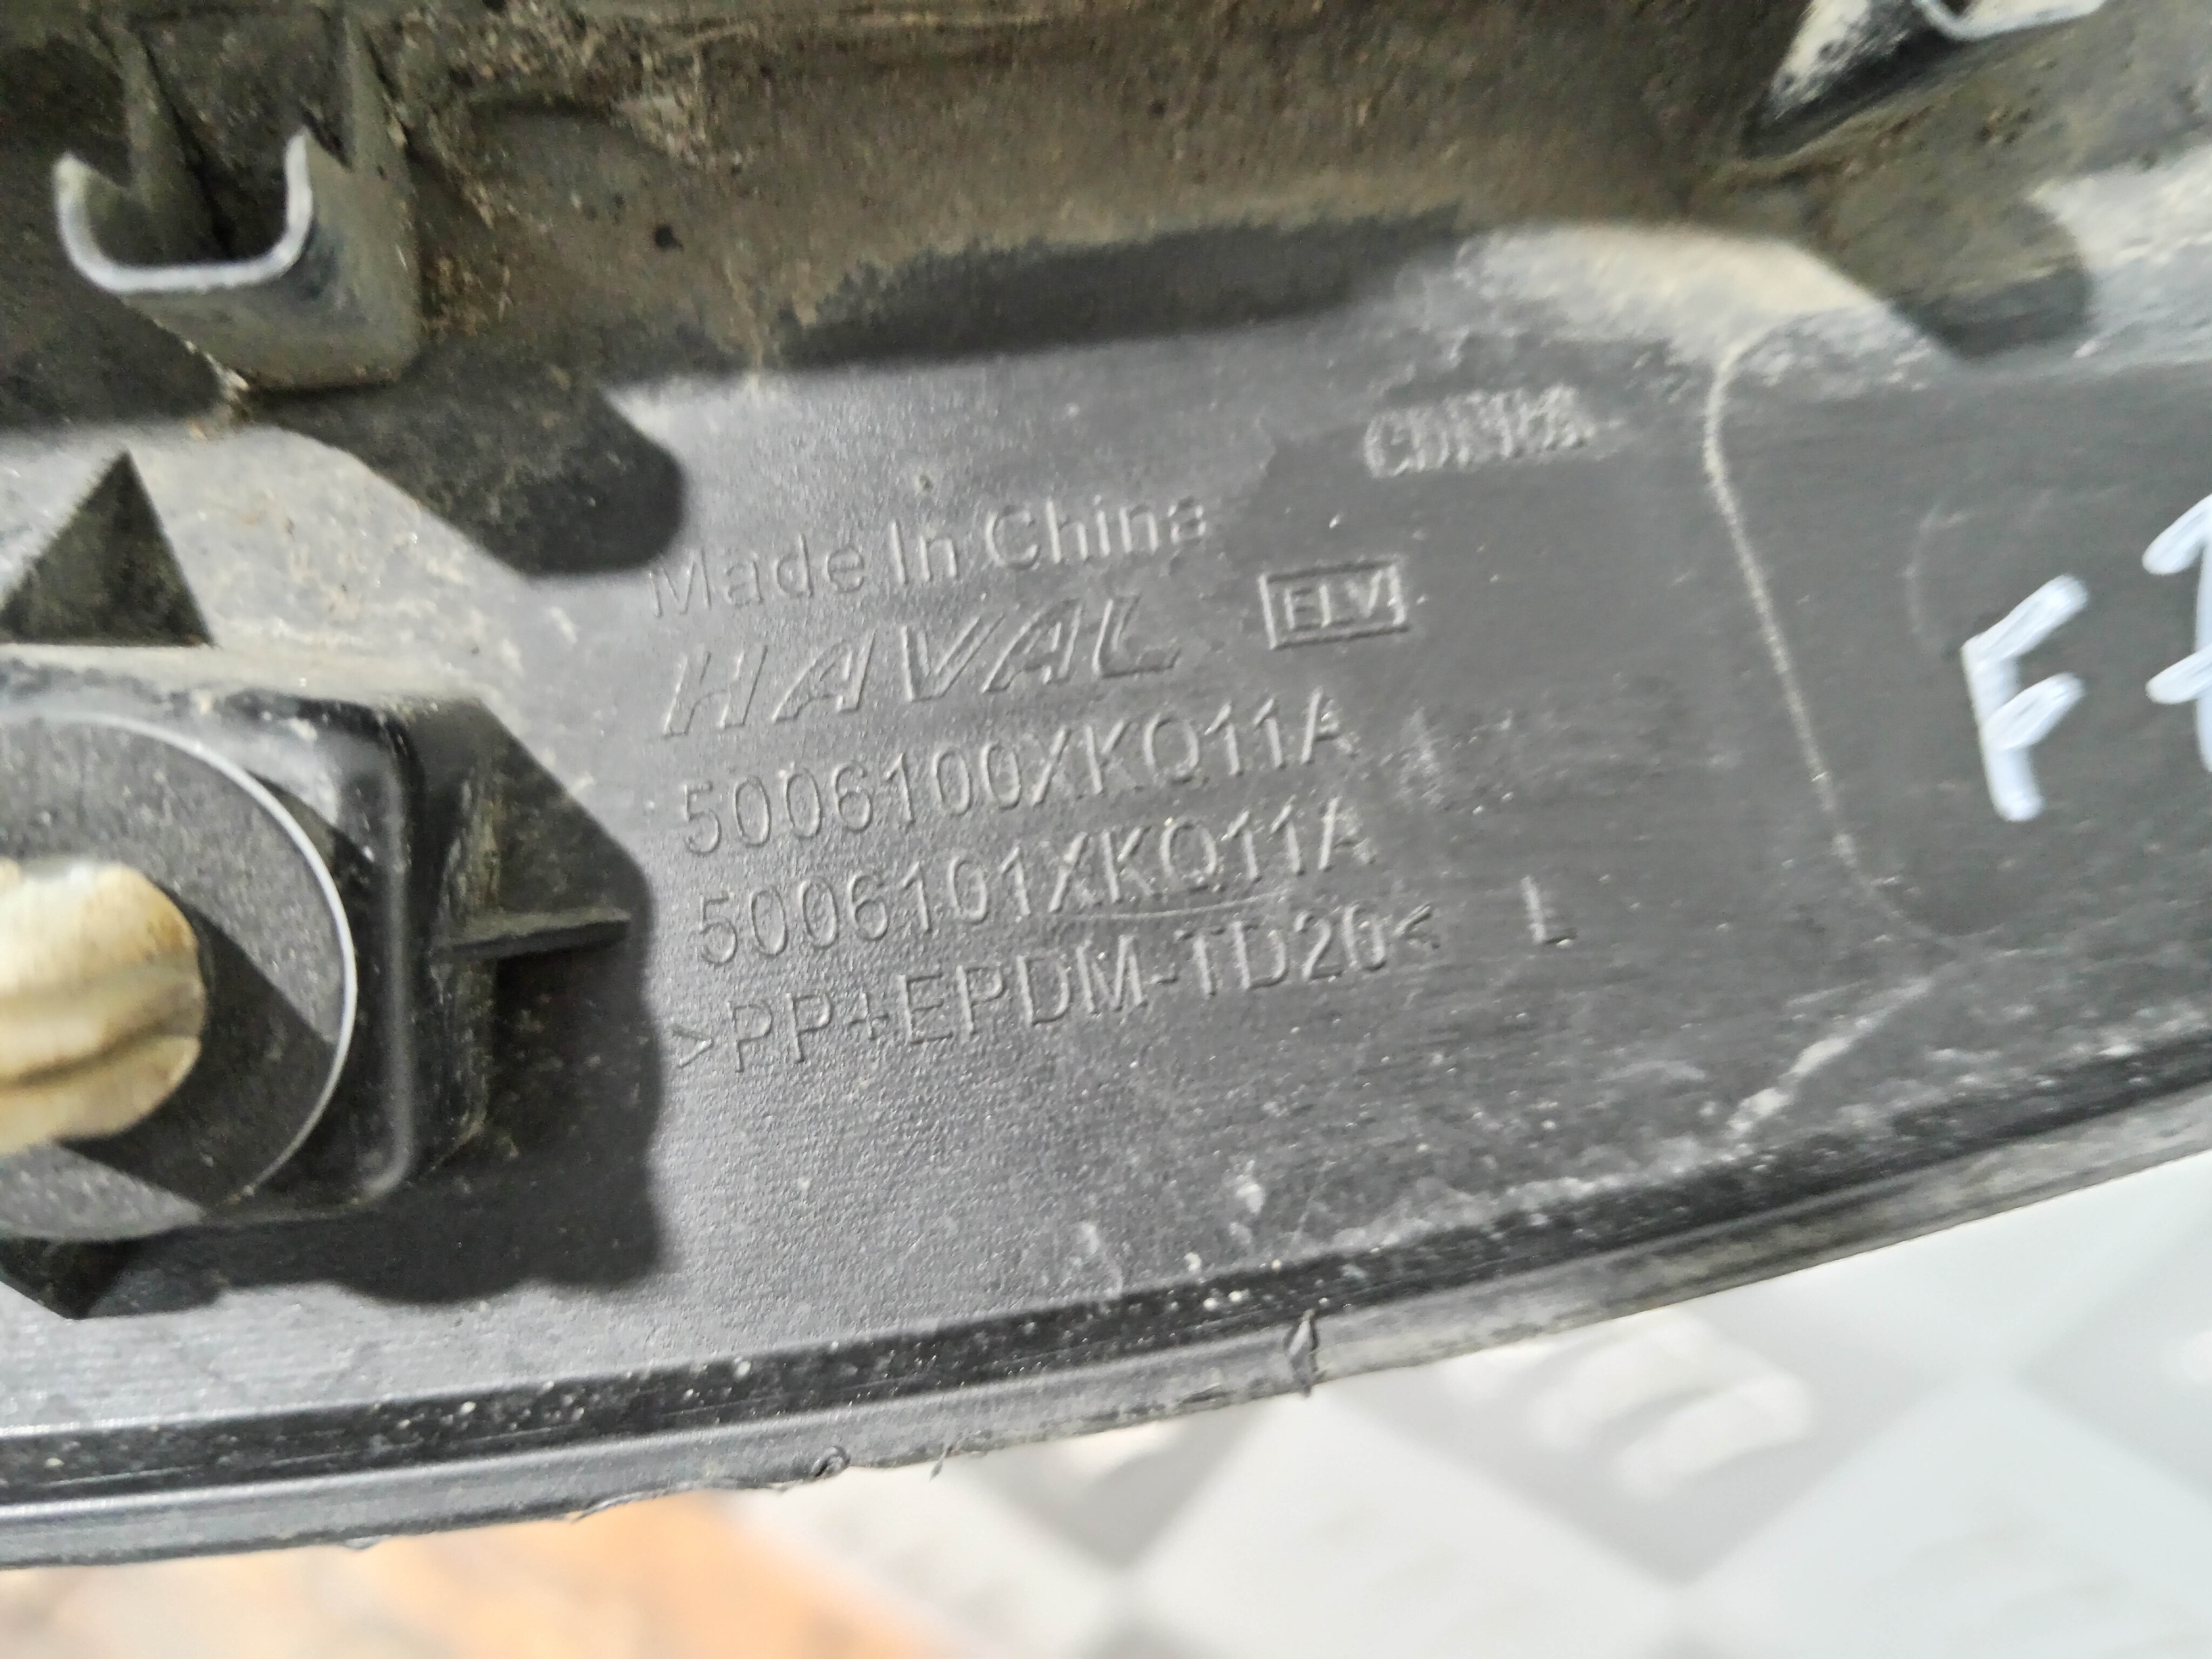 Made In China
HAVAL ELV
5006100XKQ11A
5006101XKQ11A
>PP+EPDM-TD20< L
F